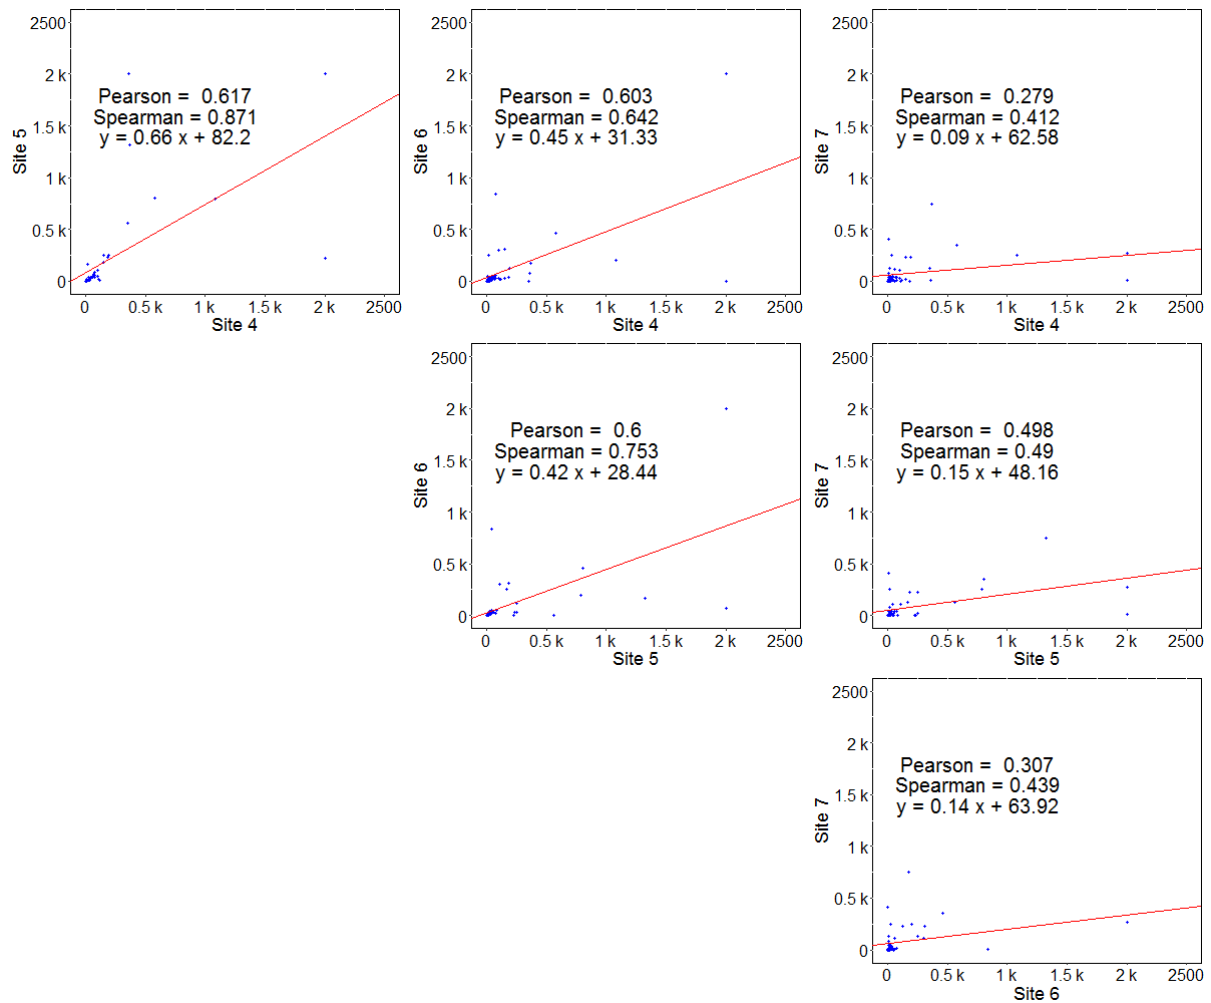 2500
2 k
1.5 k
1 k
0.5 k
0
Site 5
Pearson =  0.617
Spearman = 0.871
y = 0.66 x + 82.2
0
0.5 k
1 k
1.5 k
2 k
2500
Site 4
2500
2 k
1.5 k
1 k
0.5 k
0
Site 6
Pearson =  0.603
Spearman = 0.642
y = 0.45 x + 31.33
0
0.5 k
1 k
1.5 k
2 k
2500
Site 4
2500
2 k
1.5 k
1 k
0.5 k
0
Site 7
Pearson =  0.279
Spearman = 0.412
y = 0.09 x + 62.58
0
0.5 k
1 k
1.5 k
2 k
2500
Site 4
2500
2 k
1.5 k
1 k
0.5 k
0
Site 6
Pearson =  0.6
Spearman = 0.753
y = 0.42 x + 28.44
0
0.5 k
1 k
1.5 k
2 k
2500
Site 5
2500
2 k
1.5 k
1 k
0.5 k
0
Site 7
Pearson =  0.498
Spearman = 0.49
y = 0.15 x + 48.16
0
0.5 k
1 k
1.5 k
2 k
2500
Site 5
2500
2 k
1.5 k
1 k
0.5 k
0
Site 7
Pearson =  0.307
Spearman = 0.439
y = 0.14 x + 63.92
0
0.5 k
1 k
1.5 k
2 k
2500
Site 6